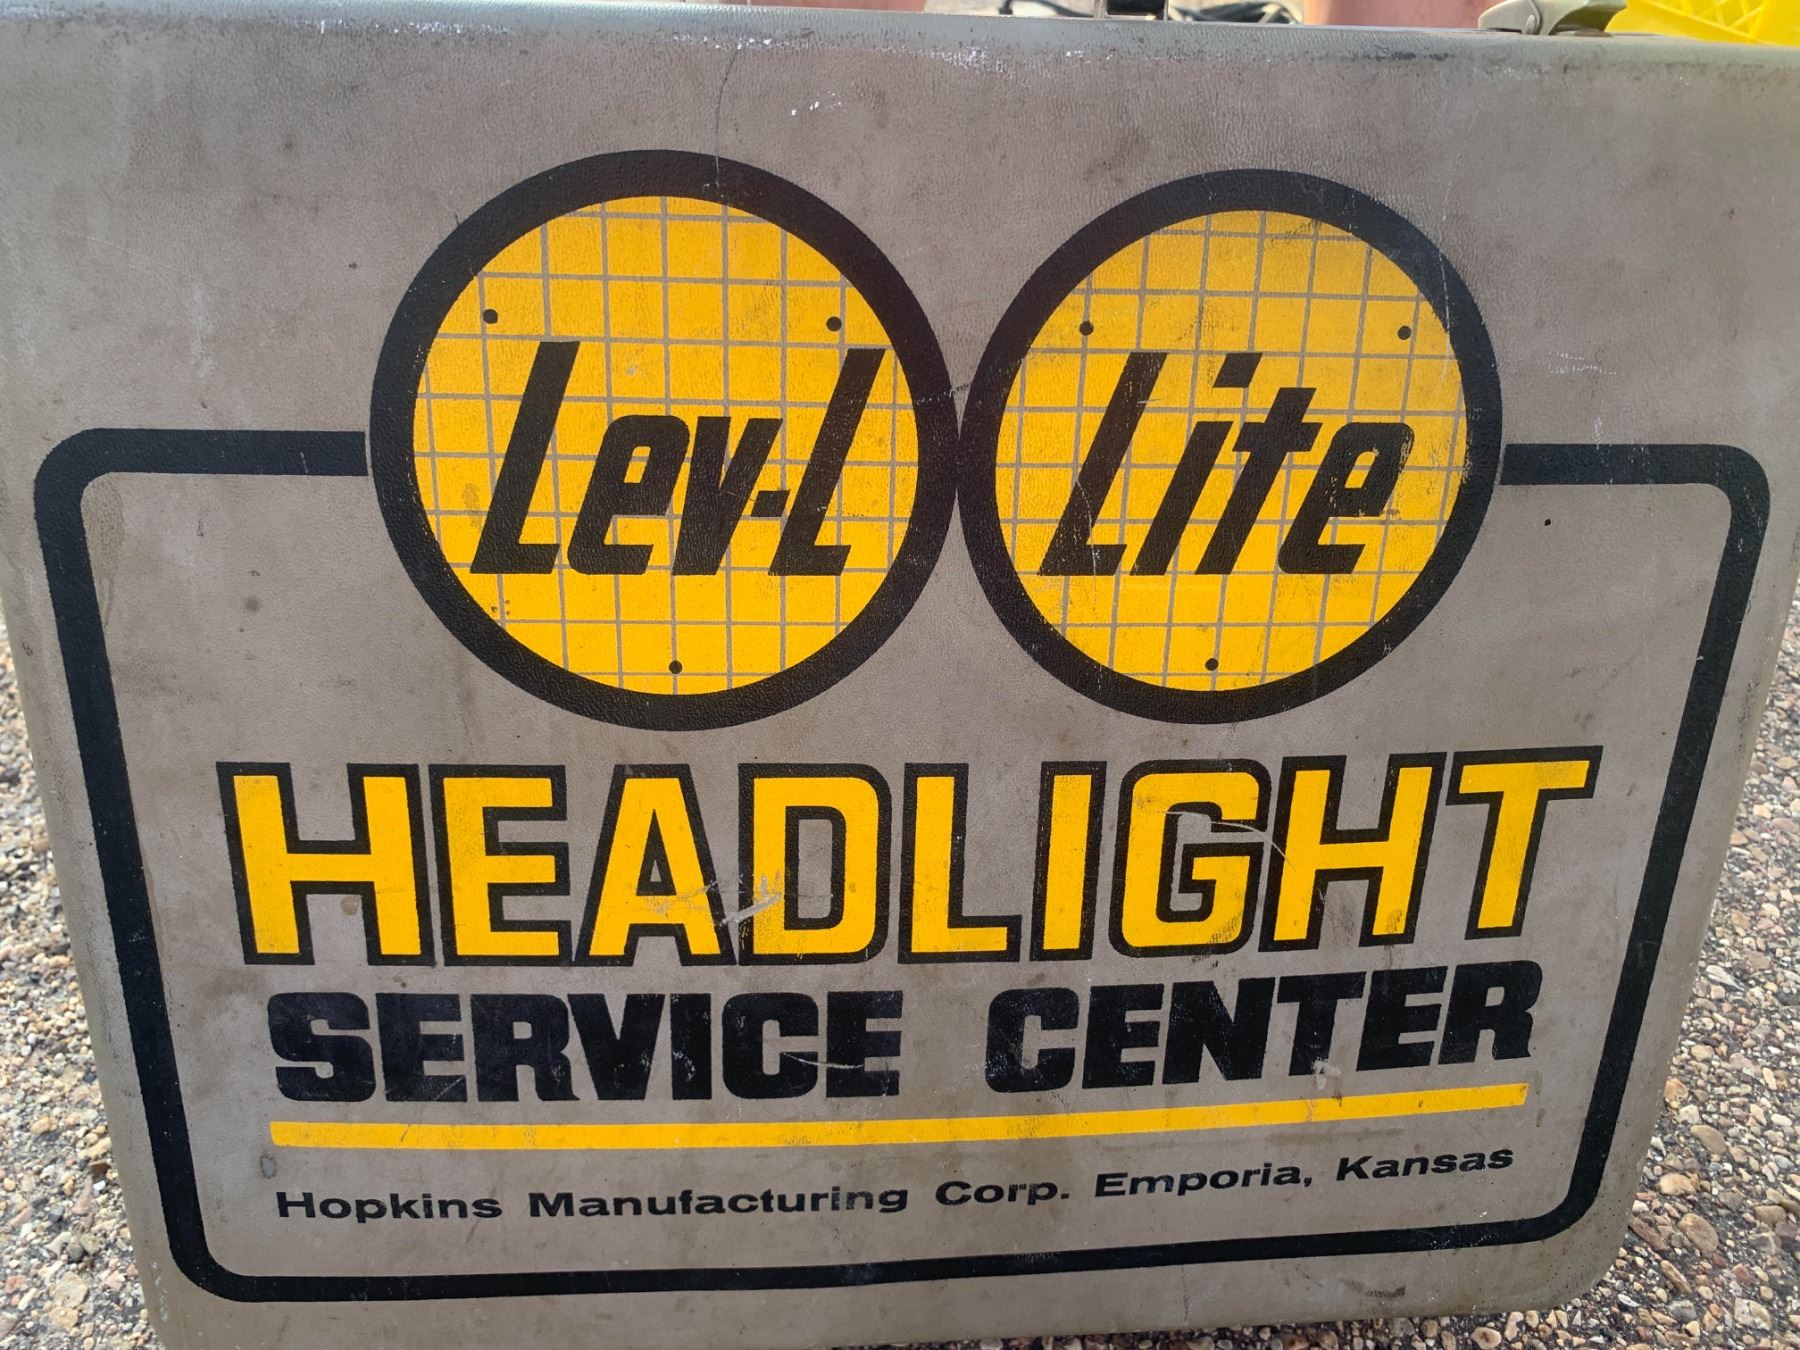 Lev-L Lite
HEADLIGHT
SERVICE CENTER
Hopkins Manufacturing Corp. Emporia, Kansas